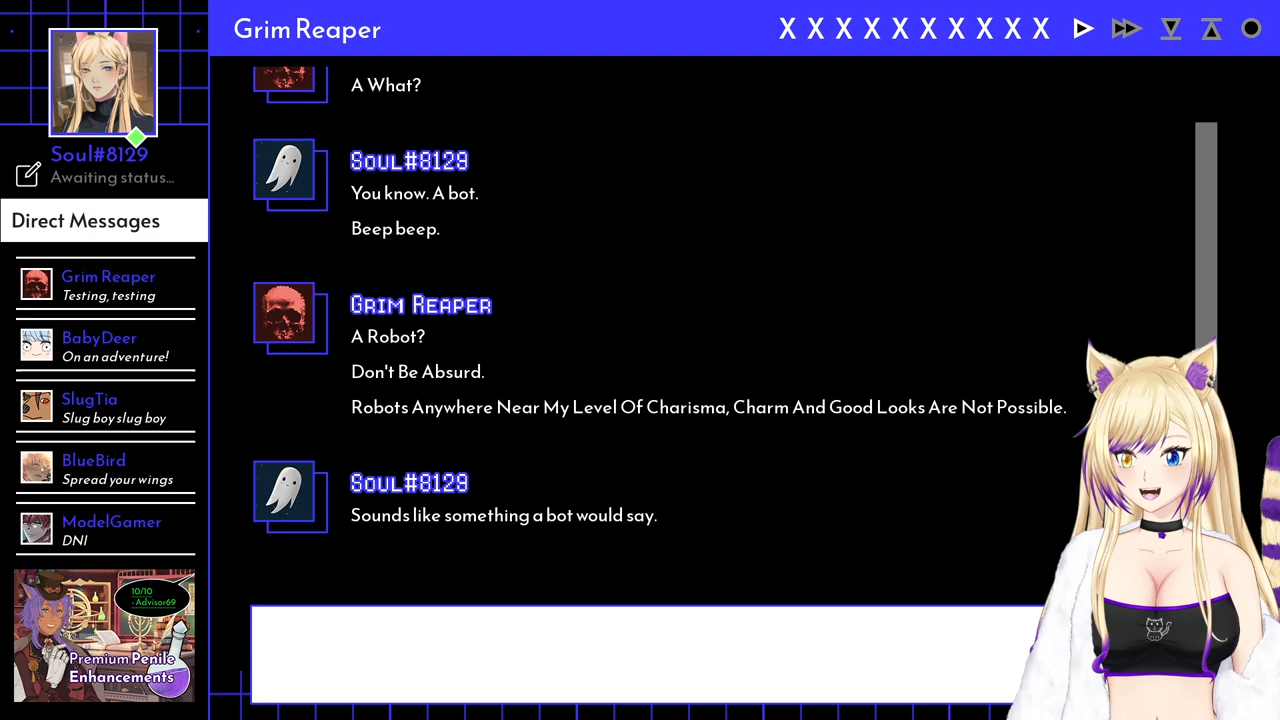 Grim Reaper
X X X X X X X X X X
Soul#8129
Awaiting status...
Direct Messages
Grim Reaper
Testing, testing
BabyDeer
On an adventure!
SlugTia
Slug boy slug boy
BlueBird
Spread your wings
ModelGamer
DNI
10/10
-Advisor69
Premium Penile
Enhancements
A What?
Soul#8129
You know. A bot.
Beep beep.
Grim Reaper
A Robot?
Don't Be Absurd.
Robots Anywhere Near My Level Of Charisma, Charm And Good Looks Are Not Possible.
Soul#8129
Sounds like something a bot would say.